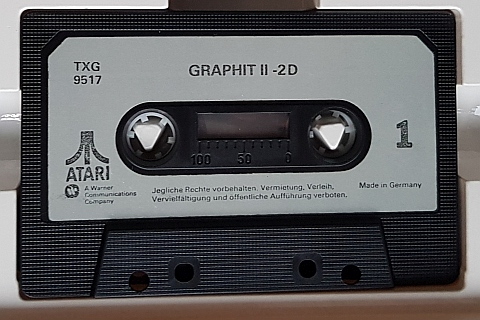 TXG
9517
GRAPHIT II -2D
100 50 0
1
ATARI
A Warner
Communications
Company
Jegliche Rechte vorbehalten. Vermietung, Verleih,
Vervielfältigung und öffentliche Aufführung verboten.
Made in Germany